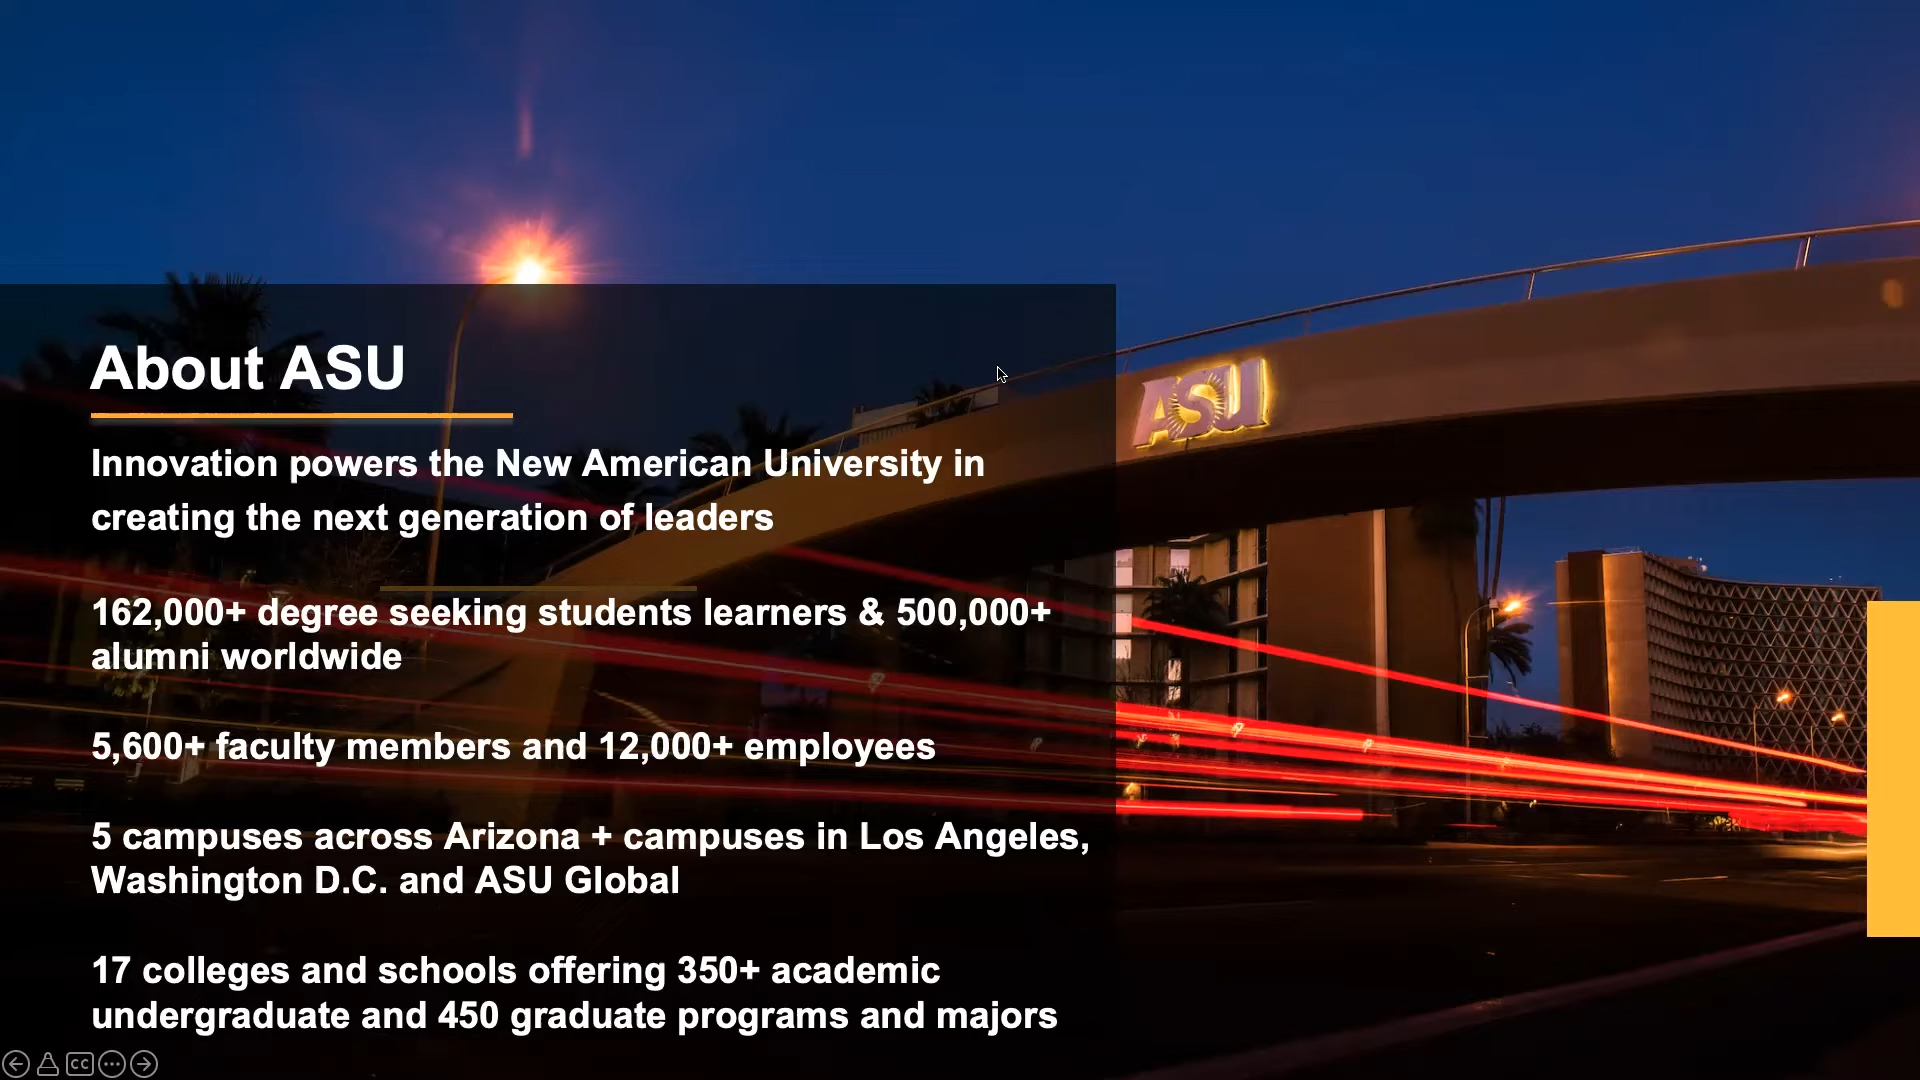 About ASU
Innovation powers the New American University in
creating the next generation of leaders
ASU
162,000+ degree seeking students learners & 500,000+
alumni worldwide
5,600+ faculty members and 12,000+ employees
5 campuses across Arizona + campuses in Los Angeles,
Washington D.C. and ASU Global
17 colleges and schools offering 350+ academic
undergraduate and 450 graduate programs and majors
CC